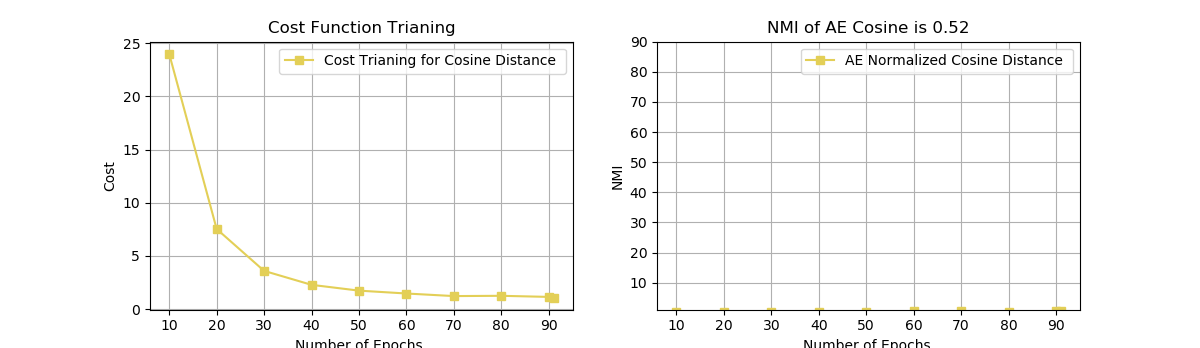 Cost Function Trianing
25
20
15
10
5
0
Cost
Cost Trianing for Cosine Distance
10 20 30 40 50 60 70 80 90
Number of Epochs
NMI of AE Cosine is 0.52
90
80
70
60
50
40
30
20
10
NMI
AE Normalized Cosine Distance
10 20 30 40 50 60 70 80 90
Number of Epochs